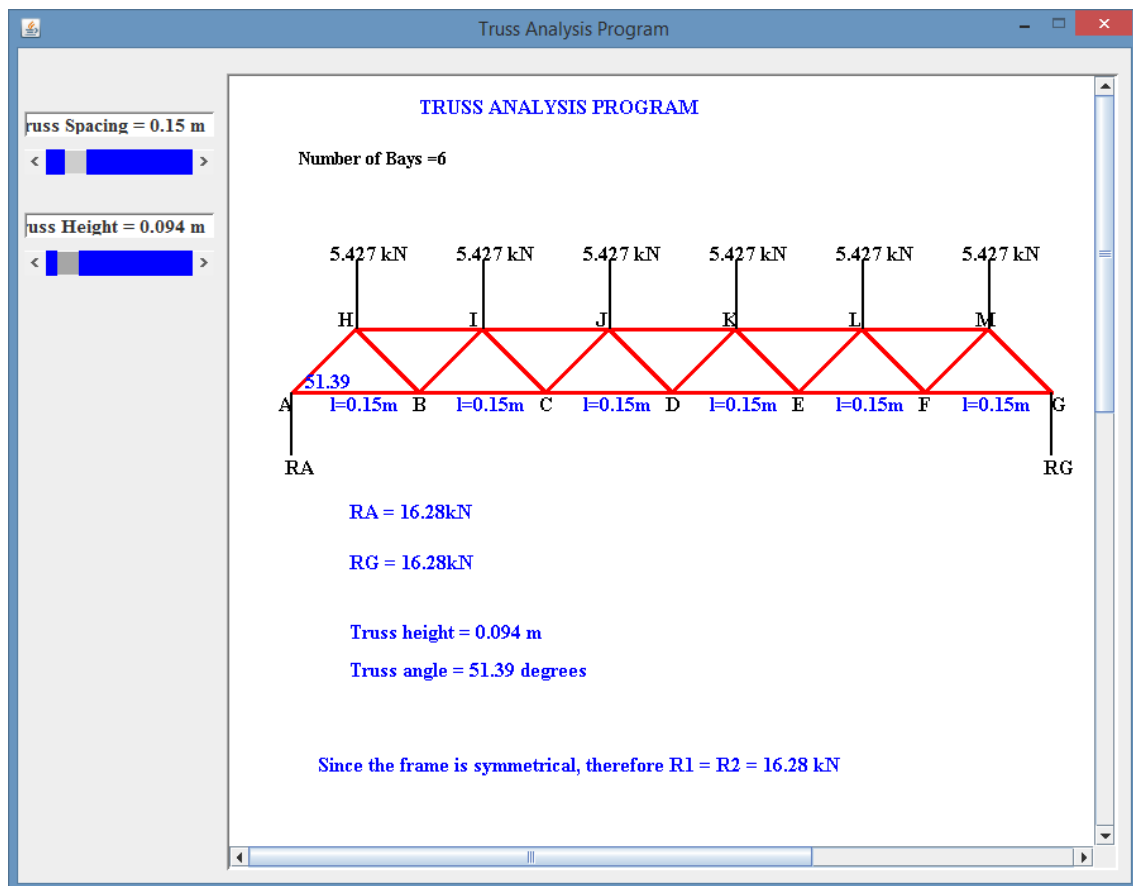 Truss Analysis Program
russ Spacing = 0.15 m
uss Height = 0.094 m
TRUSS ANALYSIS PROGRAM
Number of Bays =6
5.427 kN 5.427 kN 5.427 kN 5.427 kN 5.427 kN 5.427 kN
H I J K L M
51.39
A l=0.15m B l=0.15m C l=0.15m D l=0.15m E l=0.15m F l=0.15m G
RA RG
RA = 16.28kN
RG = 16.28kN
Truss height = 0.094 m
Truss angle = 51.39 degrees
Since the frame is symmetrical, therefore R1 = R2 = 16.28 kN